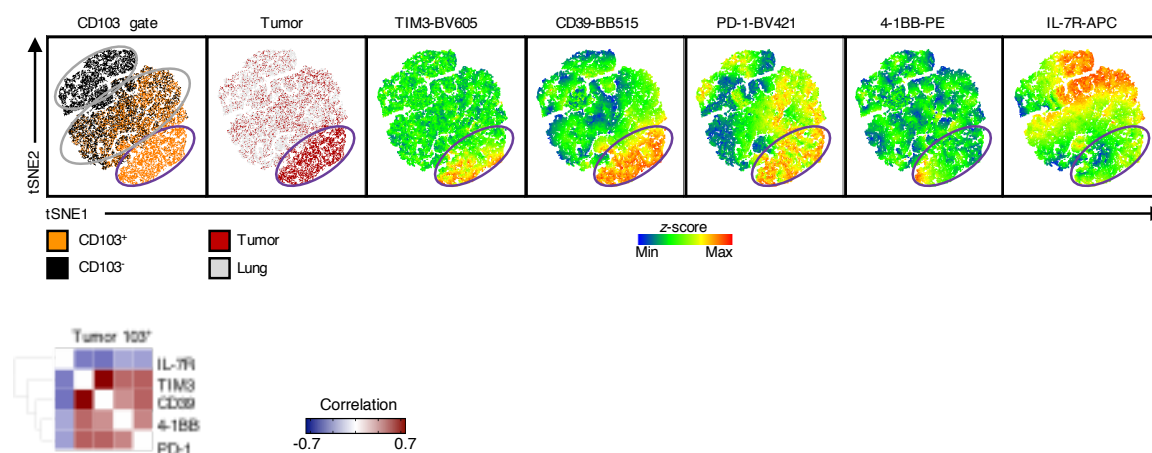 CD103 gate
Tumor
TIM3-BV605
CD39-BB515
PD-1-BV421
4-1BB-PE
IL-7R-APC
tSNE2
tSNE1
CD103⁺
CD103⁻
Tumor
Lung
z-score
Min
Max
Tumor 103⁺
IL-7R
TIM3
CD39
4-1BB
PD-1
Correlation
-0.7
0.7